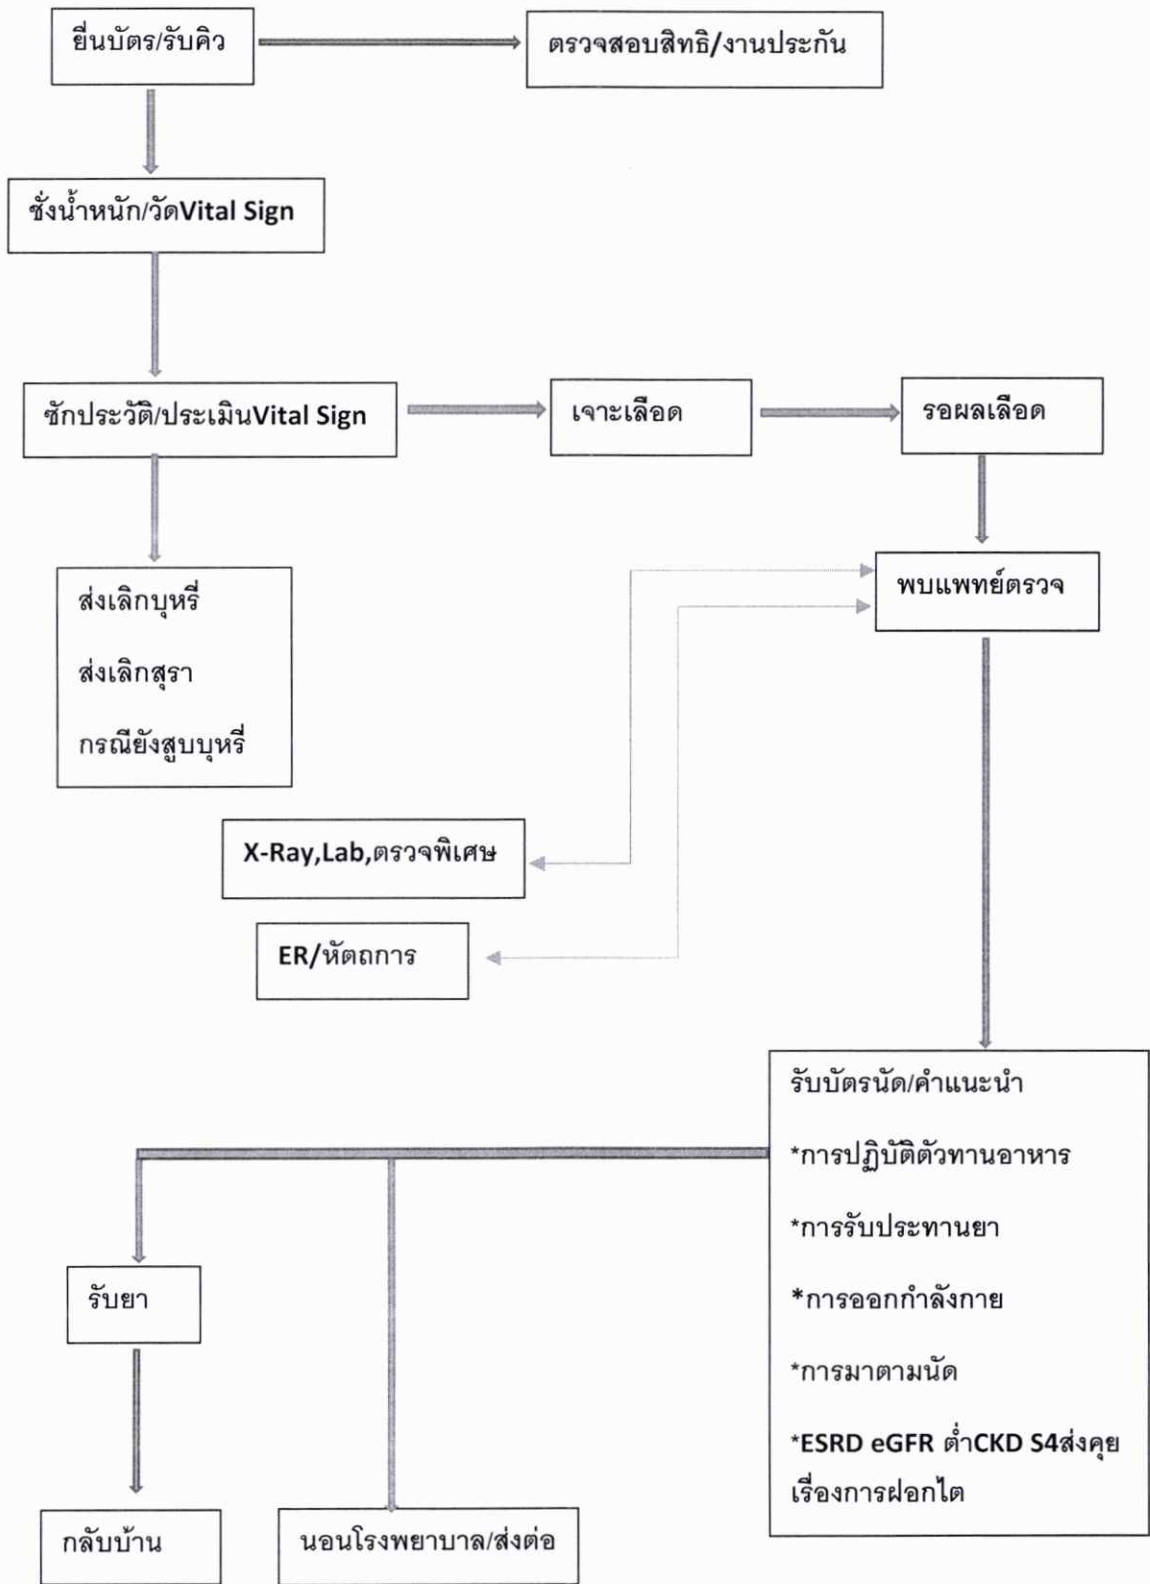 ยื่นบัตร/รับคิว
ตรวจสอบสิทธิ/งานประกัน
ชั่งน้ำหนัก/วัดVital Sign
ซักประวัติ/ประเมินVital Sign
เจาะเลือด
รอผลเลือด
พบแพทย์ตรวจ
ส่งเลิกบุหรี่
ส่งเลิกสุรา
กรณียังสูบบุหรี่
X-Ray,Lab,ตรวจพิเศษ
ER/หัตถการ
รับบัตรนัด/คำแนะนำ
*การปฏิบัติตัวทานอาหาร
*การรับประทานยา
*การออกกำลังกาย
*การมาตามนัด
*ESRD eGFR ต่ำCKD S4ส่งคุย
เรื่องการฝอกไต
รับยา
กลับบ้าน
นอนโรงพยาบาล/ส่งต่อ